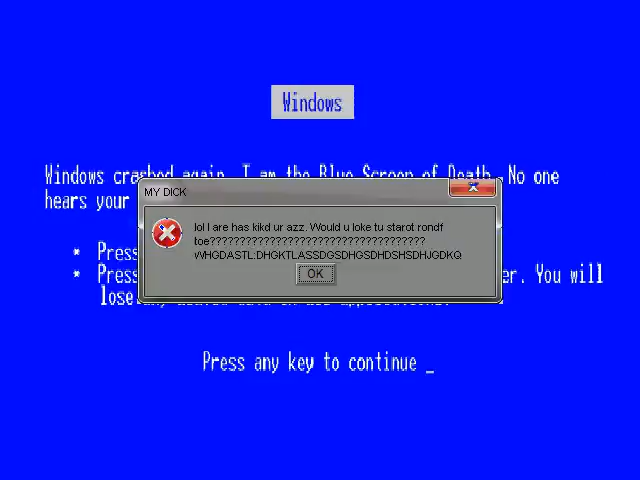 Windows
Windows crashed again. I am the Blue Screen of Death. No one
hears your
MY DICK
lol I are has kikd ur azz. Would u loke tu starot rondf
toe????????????????????????????????????
WHGDASTL:DHGKTLASSDGSDHGSDHDSHSDHJGDKQ
OK
* Press
* Press er. You will
lose
Press any key to continue _